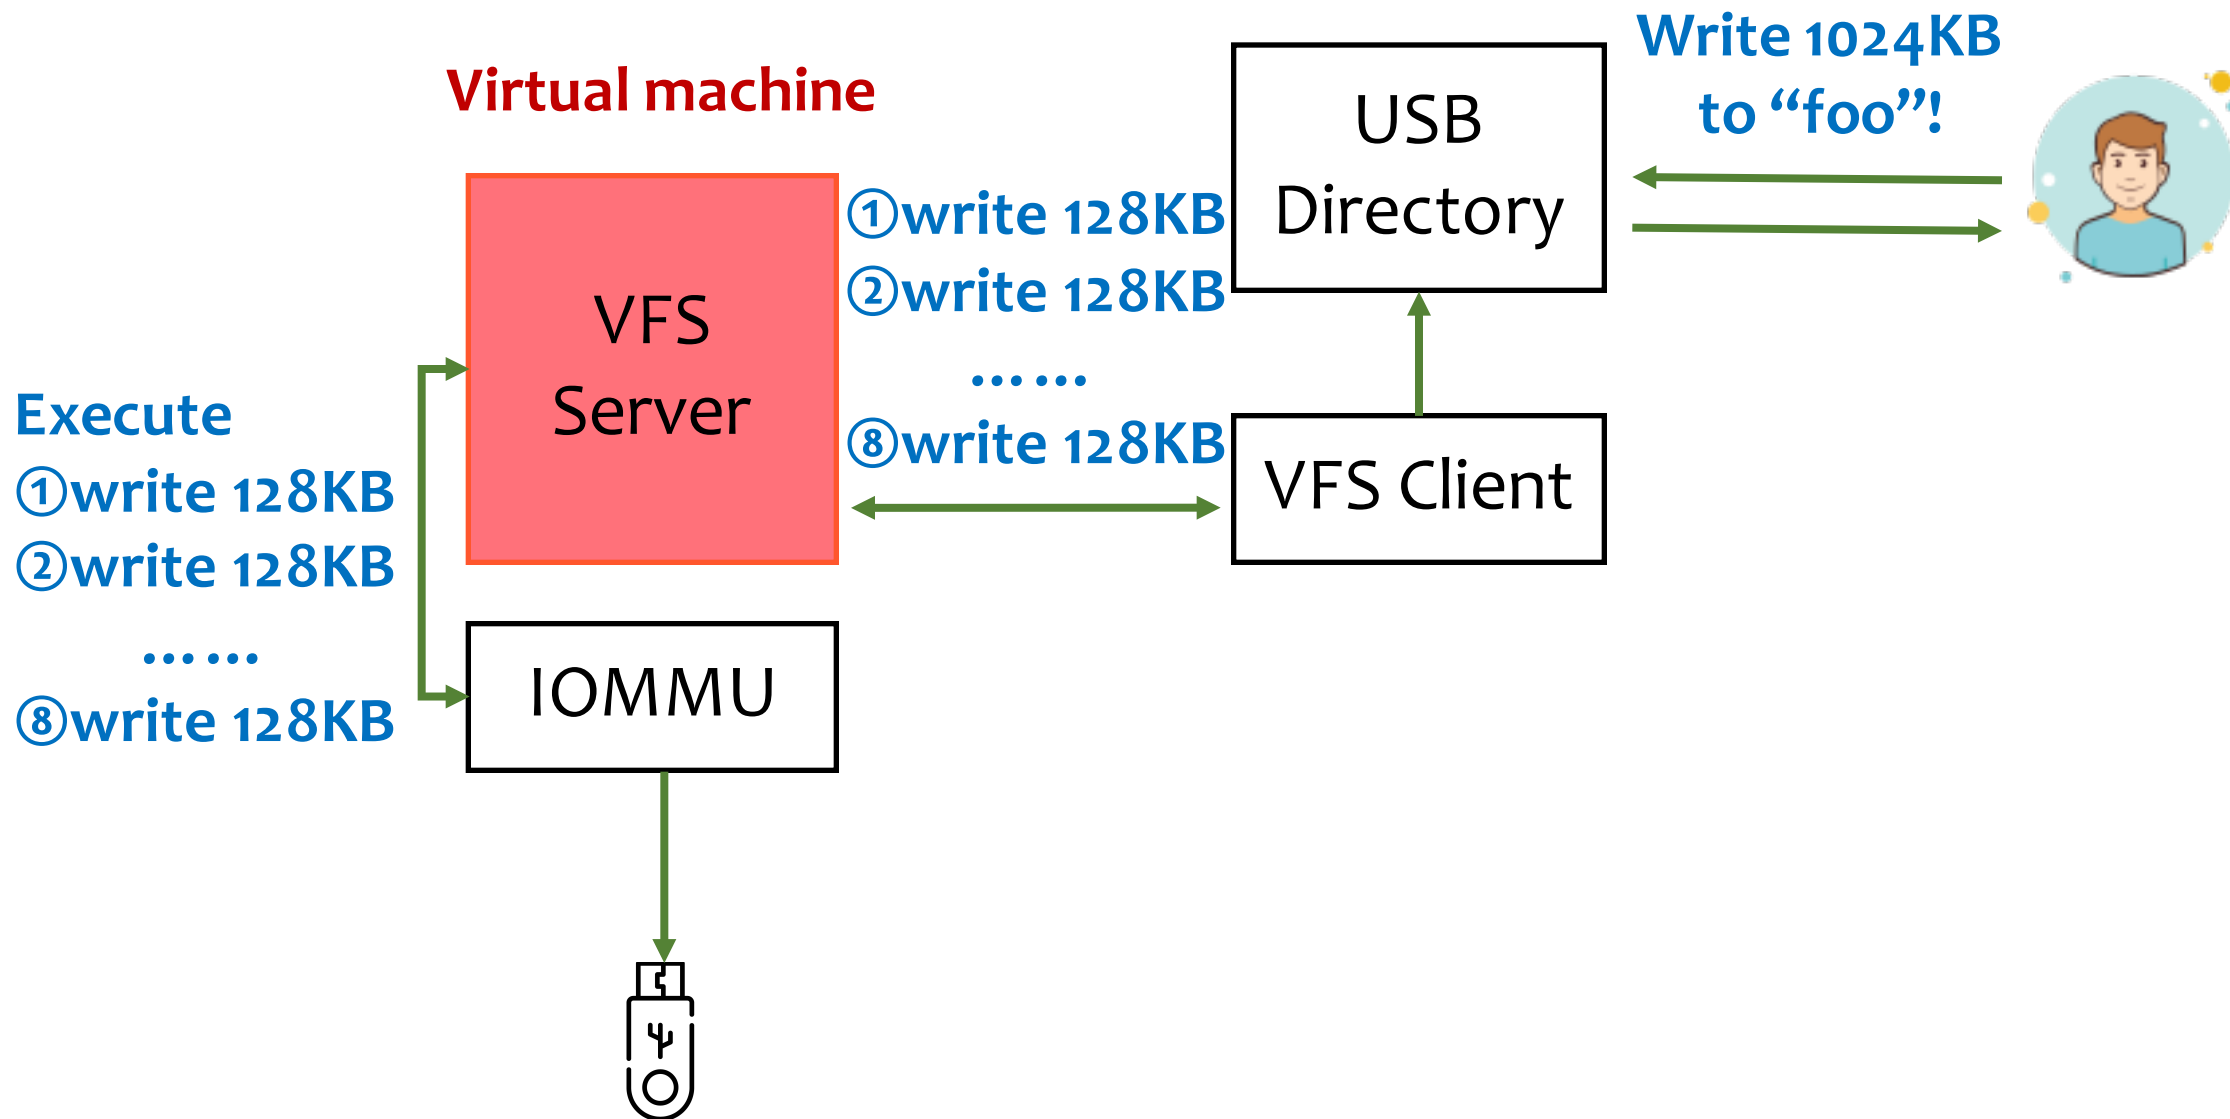 Write 1024KB
to “foo”!
Virtual machine
USB
Directory
①write 128KB
②write 128KB
……
⑧write 128KB
VFS
Server
VFS Client
Execute
①write 128KB
②write 128KB
……
⑧write 128KB
IOMMU